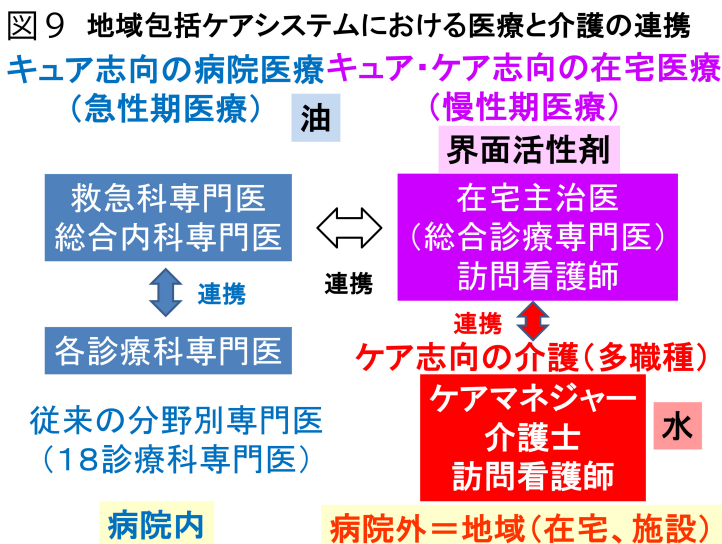 図９ 地域包括ケアシステムにおける医療と介護の連携
キュア志向の病院医療
（急性期医療）
油
キュア・ケア志向の在宅医療
（慢性期医療）
界面活性剤
救急科専門医
総合内科専門医
連携
在宅主治医
（総合診療専門医）
訪問看護師
連携
各診療科専門医
連携
ケア志向の介護（多職種）
ケアマネジャー
介護士
訪問看護師
水
従来の分野別専門医
（１８診療科専門医）
病院内
病院外＝地域（在宅、施設）